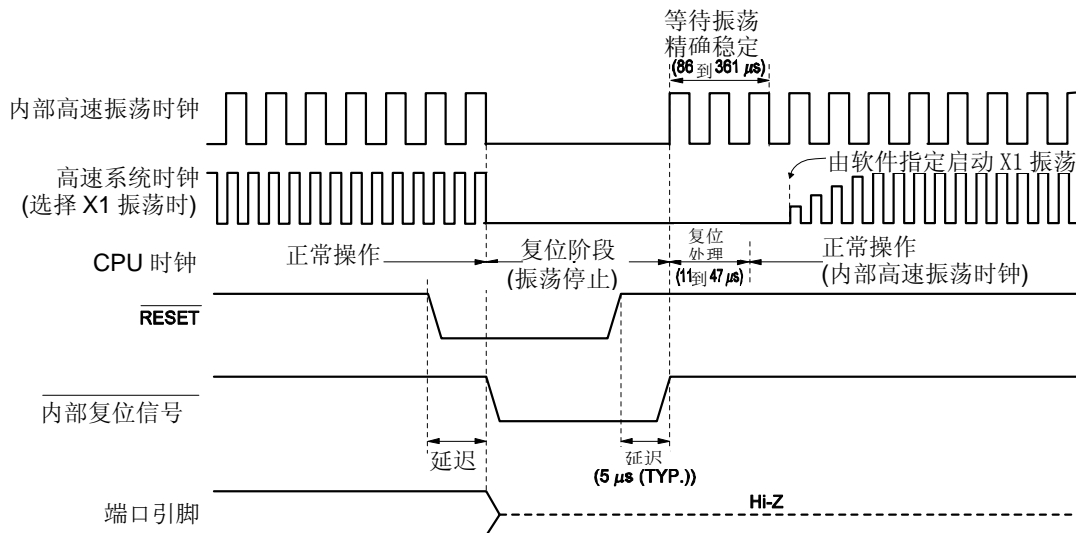 等待振荡
精确稳定
(86 到 361 μs)
内部高速振荡时钟
由软件指定启动 X1 振荡
高速系统时钟
(选择 X1 振荡时)
CPU 时钟
正常操作
复位阶段
(振荡停止)
复位
处理
(11到 47 μs)
正常操作
(内部高速振荡时钟)
RESET
内部复位信号
延迟
延迟
(5 μs (TYP.))
端口引脚
Hi-Z